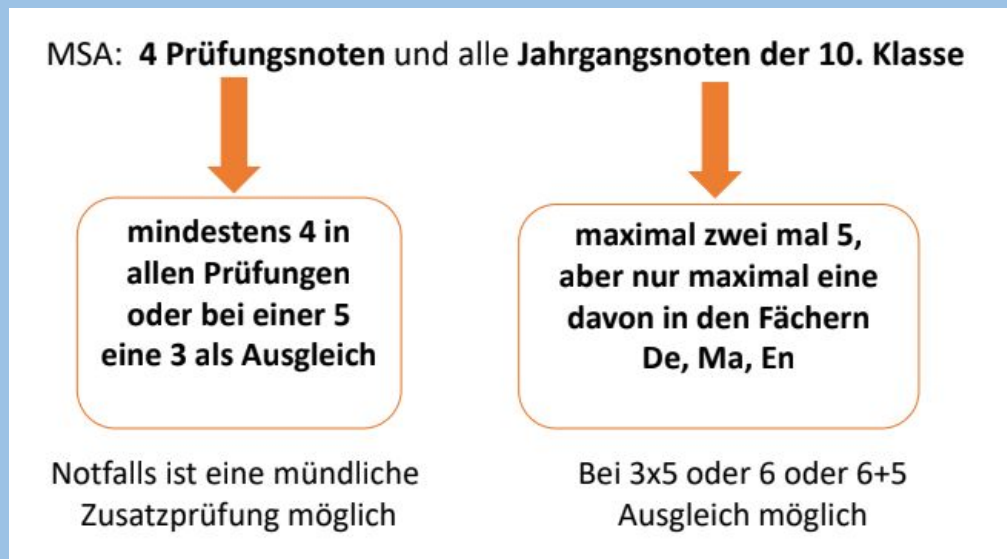 MSA: 4 Prüfungsnoten und alle Jahrgangsnoten der 10. Klasse
mindestens 4 in
allen Prüfungen
oder bei einer 5
eine 3 als Ausgleich
maximal zwei mal 5,
aber nur maximal eine
davon in den Fächern
De, Ma, En
Notfalls ist eine mündliche
Zusatzprüfung möglich
Bei 3x5 oder 6 oder 6+5
Ausgleich möglich